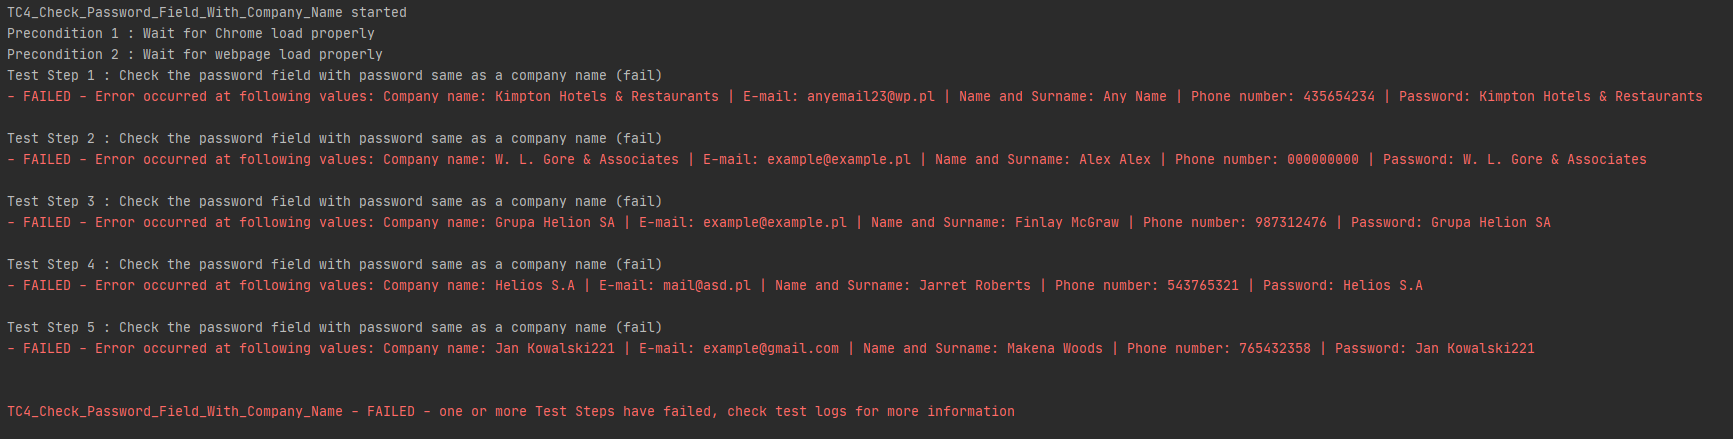 TC4_Check_Password_Field_With_Company_Name started
Precondition 1 : Wait for Chrome load properly
Precondition 2 : Wait for webpage load properly
Test Step 1 : Check the password field with password same as a company name (fail)
- FAILED - Error occurred at following values: Company name: Kimpton Hotels & Restaurants | E-mail: anyemail23@wp.pl | Name and Surname: Any Name | Phone number: 435654234 | Password: Kimpton Hotels & Restaurants
Test Step 2 : Check the password field with password same as a company name (fail)
- FAILED - Error occurred at following values: Company name: W. L. Gore & Associates | E-mail: example@example.pl | Name and Surname: Alex Alex | Phone number: 000000000 | Password: W. L. Gore & Associates
Test Step 3 : Check the password field with password same as a company name (fail)
- FAILED - Error occurred at following values: Company name: Grupa Helion SA | E-mail: example@example.pl | Name and Surname: Finlay McGraw | Phone number: 987312476 | Password: Grupa Helion SA
Test Step 4 : Check the password field with password same as a company name (fail)
- FAILED - Error occurred at following values: Company name: Helios S.A | E-mail: mail@asd.pl | Name and Surname: Jarret Roberts | Phone number: 543765321 | Password: Helios S.A
Test Step 5 : Check the password field with password same as a company name (fail)
- FAILED - Error occurred at following values: Company name: Jan Kowalski221 | E-mail: example@gmail.com | Name and Surname: Makena Woods | Phone number: 765432358 | Password: Jan Kowalski221
TC4_Check_Password_Field_With_Company_Name - FAILED - one or more Test Steps have failed, check test logs for more information